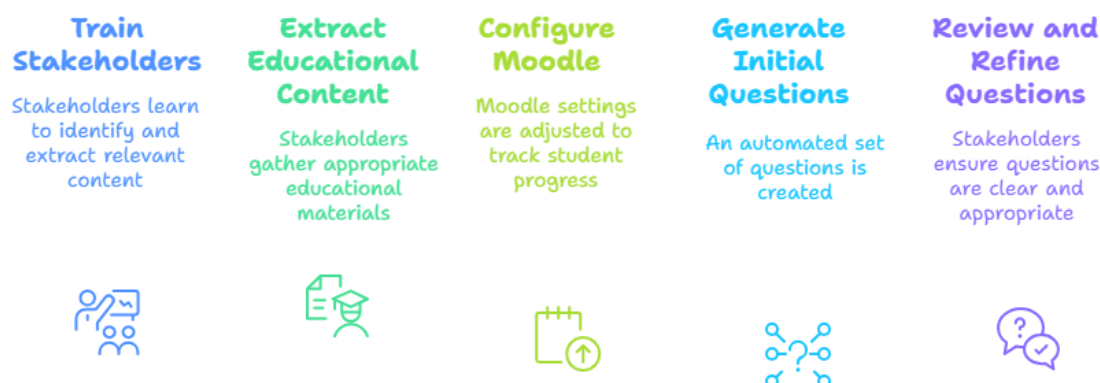 Train
Stakeholders
Stakeholders learn
to identify and
extract relevant
content
Extract
Educational
Content
Stakeholders
gather appropriate
educational
materials
Configure
Moodle
Moodle settings
are adjusted to
track student
progress
Generate
Initial
Questions
An automated set
of questions is
created
Review and
Refine
Questions
Stakeholders
ensure questions
are clear and
appropriate